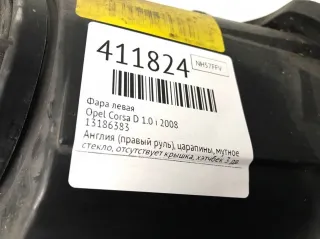 411824
NH57FFV
Фара левая
Opel Corsa D 1.0 i 2008
13186383
Англия (правый руль), царапины, мутное
стекло, отсутствует крышка, хэтчбек 3 дв.